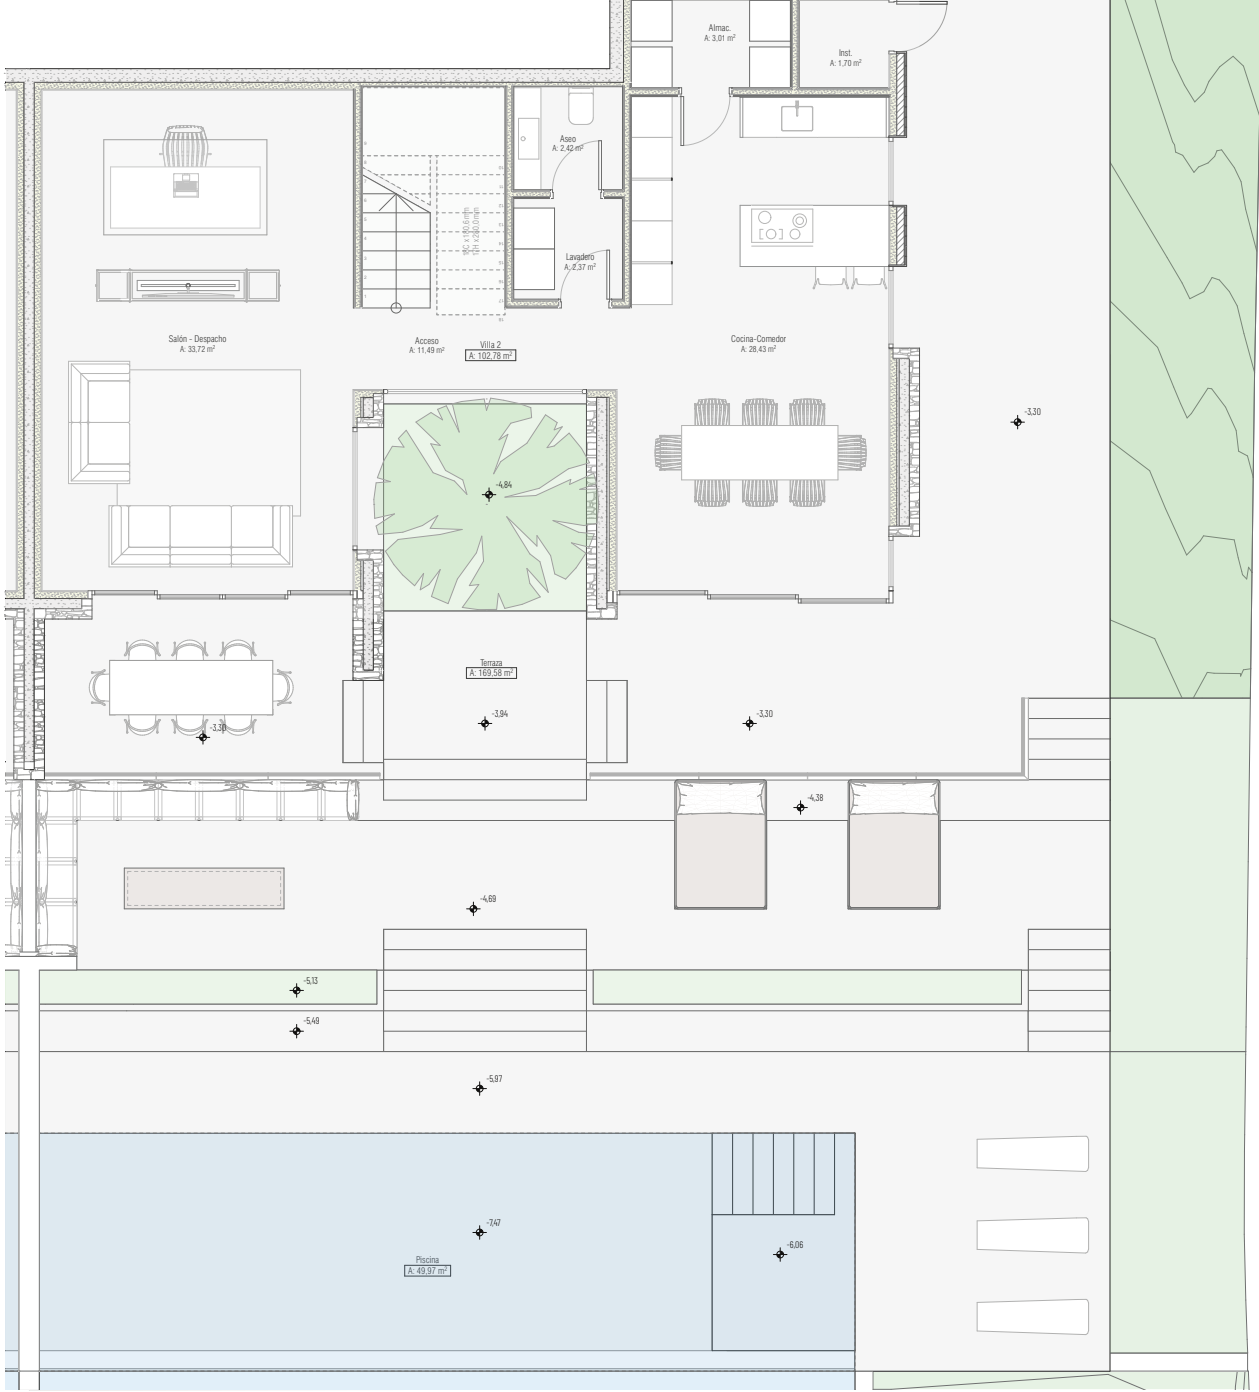 Almac.
A: 3,01 m²
Inst.
A: 1,70 m²
Aseo
A: 2,42 m²
Lavadero
A: 2,37 m²
Salón - Despacho
A: 33,72 m²
Acceso
A: 11,49 m²
Villa 2
A: 102,78 m²
Cocina-Comedor
A: 28,43 m²
-3,30
-4,84
Terraza
A: 169,58 m²
-3,94
-3,30
-3,30
-4,38
-4,69
-5,13
-5,49
-5,97
-7,47
-6,06
Piscina
A: 49,97 m²